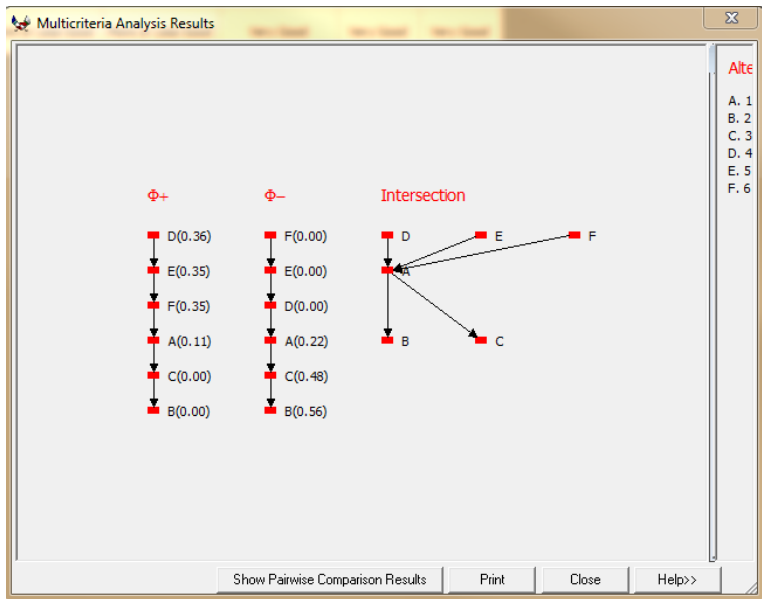 Multicriteria Analysis Results
Φ+ Φ− Intersection
D(0.36) F(0.00) D E F
E(0.35) E(0.00) A
F(0.35) D(0.00)
A(0.11) A(0.22) B C
C(0.00) C(0.48)
B(0.00) B(0.56)
Alte
A. 1
B. 2
C. 3
D. 4
E. 5
F. 6
Show Pairwise Comparison Results Print Close Help>>